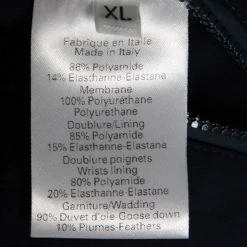 XL
Fabriqué en Italie
Made in Italy
86% Polyamide
14% Elasthanne-Elastane
Membrane
100% Polyuréthane
Polyurethane
Doublure/Lining
85% Polyamide
15% Elasthanne-Elastane
Doublure poignets
Wrists lining
80% Polyamide
20% Elasthanne-Elastane
Garniture/Wadding
90% Duvet d'oie-Goose down
10% Plumes-Feathers